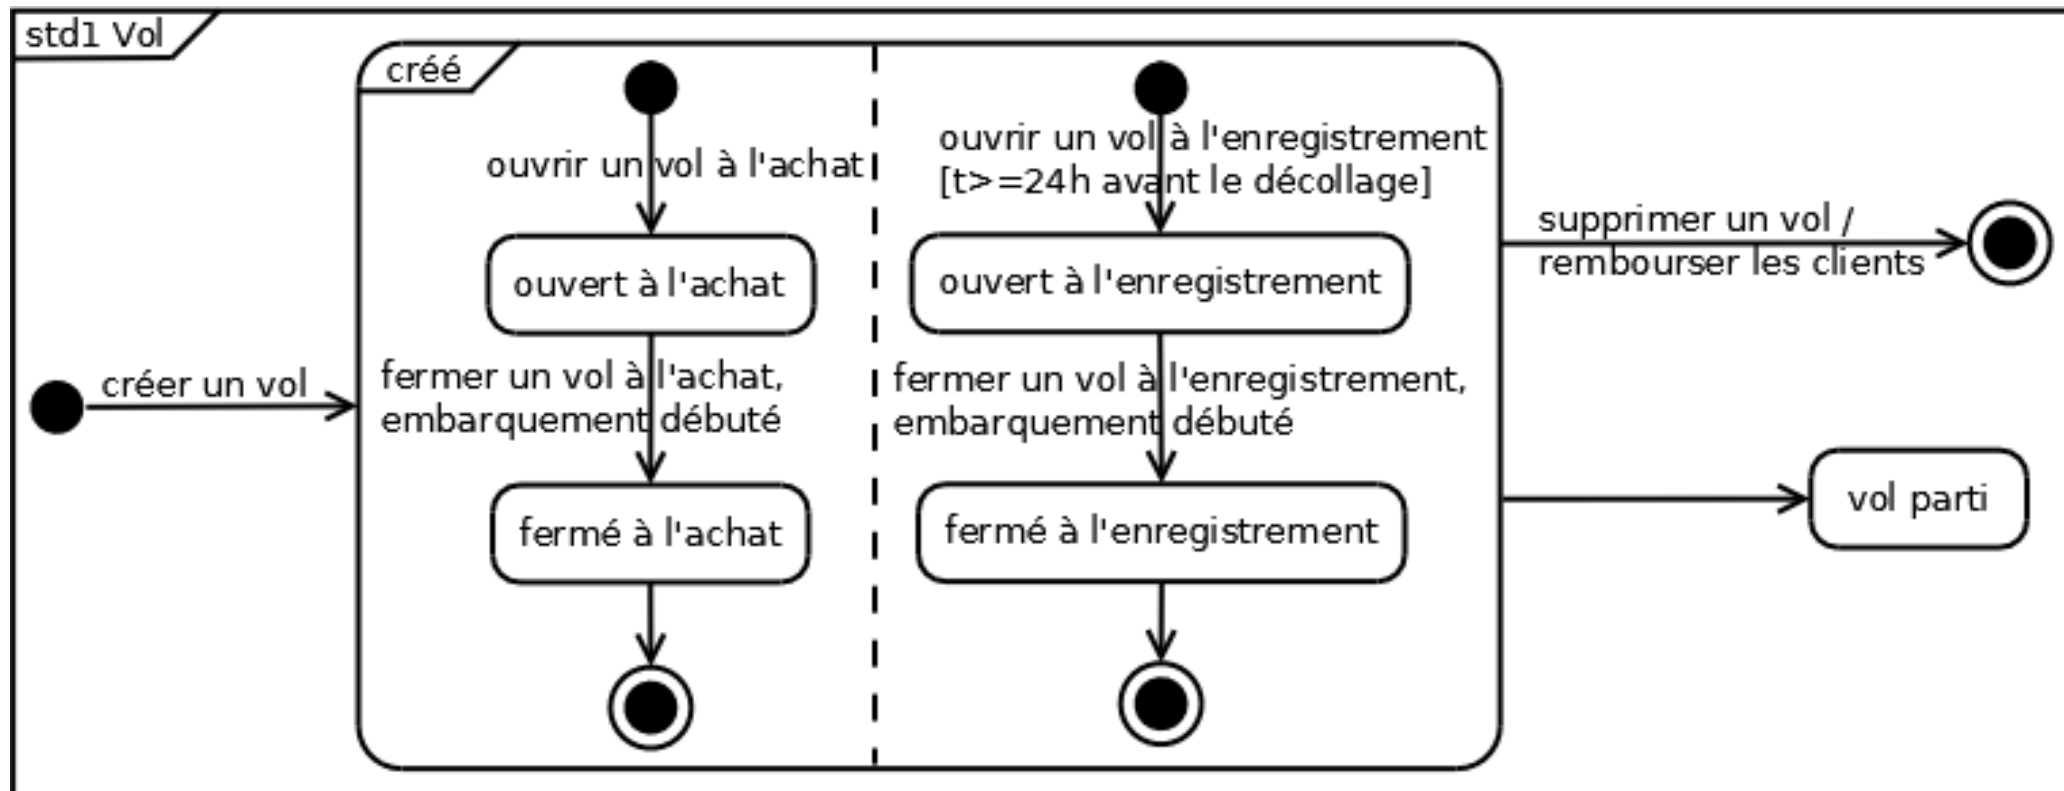 std1 Vol
créé
ouvrir un vol à l'achat
ouvrir un vol à l'enregistrement
[t>=24h avant le décollage]
supprimer un vol /
rembourser les clients
ouvert à l'achat
ouvert à l'enregistrement
créer un vol
fermer un vol à l'achat,
embarquement débuté
fermer un vol à l'enregistrement,
embarquement débuté
vol parti
fermé à l'achat
fermé à l'enregistrement